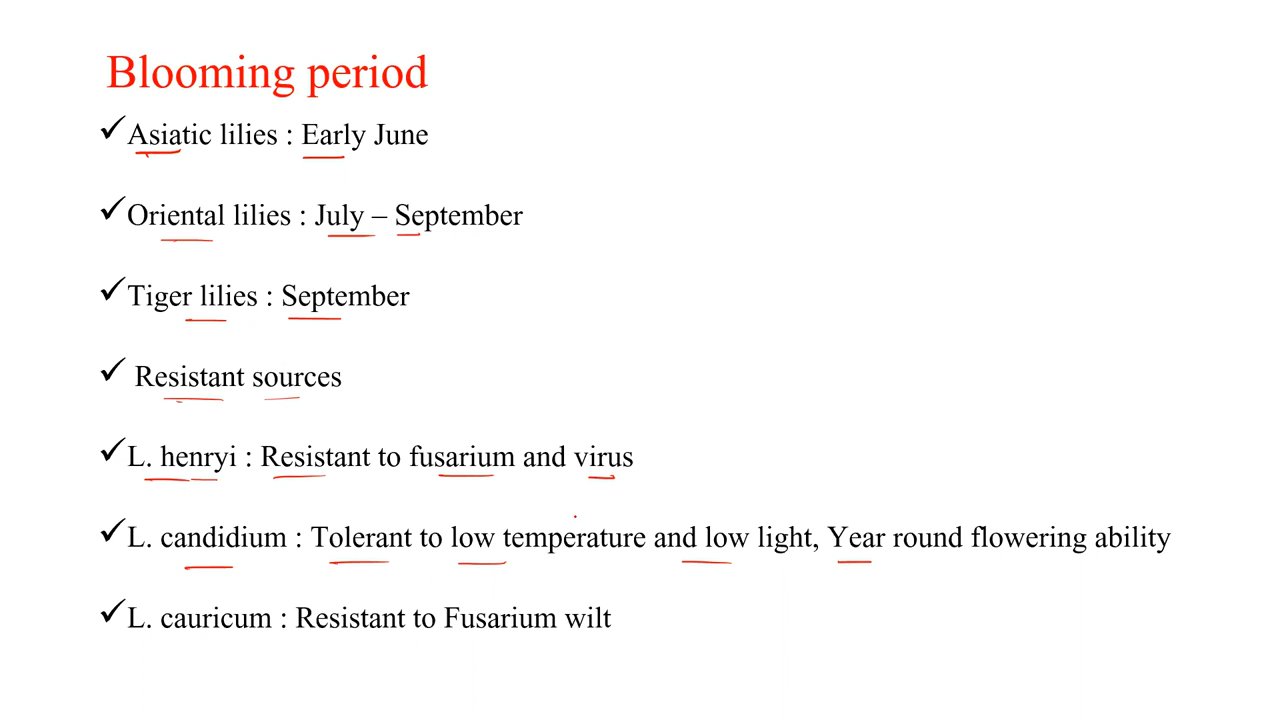 Blooming period
✓Asiatic lilies : Early June
✓Oriental lilies : July – September
✓Tiger lilies : September
✓ Resistant sources
✓L. henryi : Resistant to fusarium and virus
✓L. candidium : Tolerant to low temperature and low light, Year round flowering ability
✓L. cauricum : Resistant to Fusarium wilt